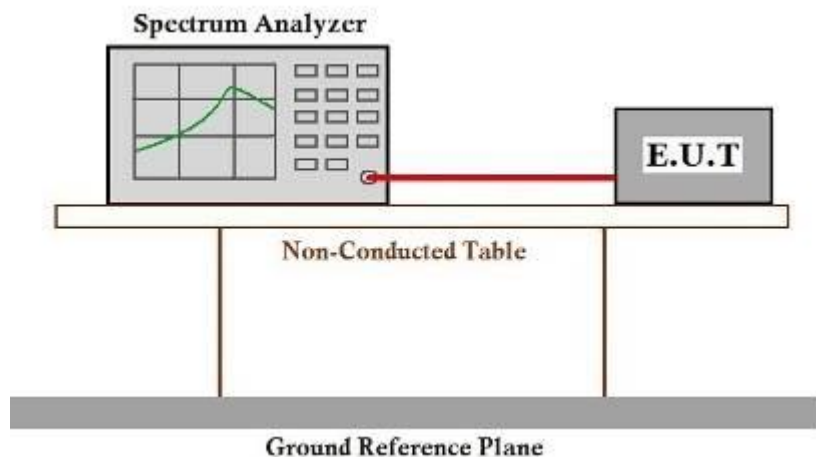 Spectrum Analyzer
E.U.T
Non-Conducted Table
Ground Reference Plane